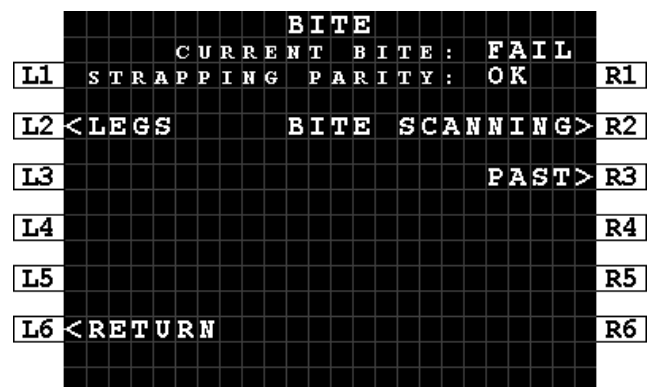 BITE
CURRENT BITE: FAIL
L1 STRAPPING PARITY: OK R1
L2 <LEGS BITE SCANNING> R2
L3 PAST> R3
L4 R4
L5 R5
L6 <RETURN R6